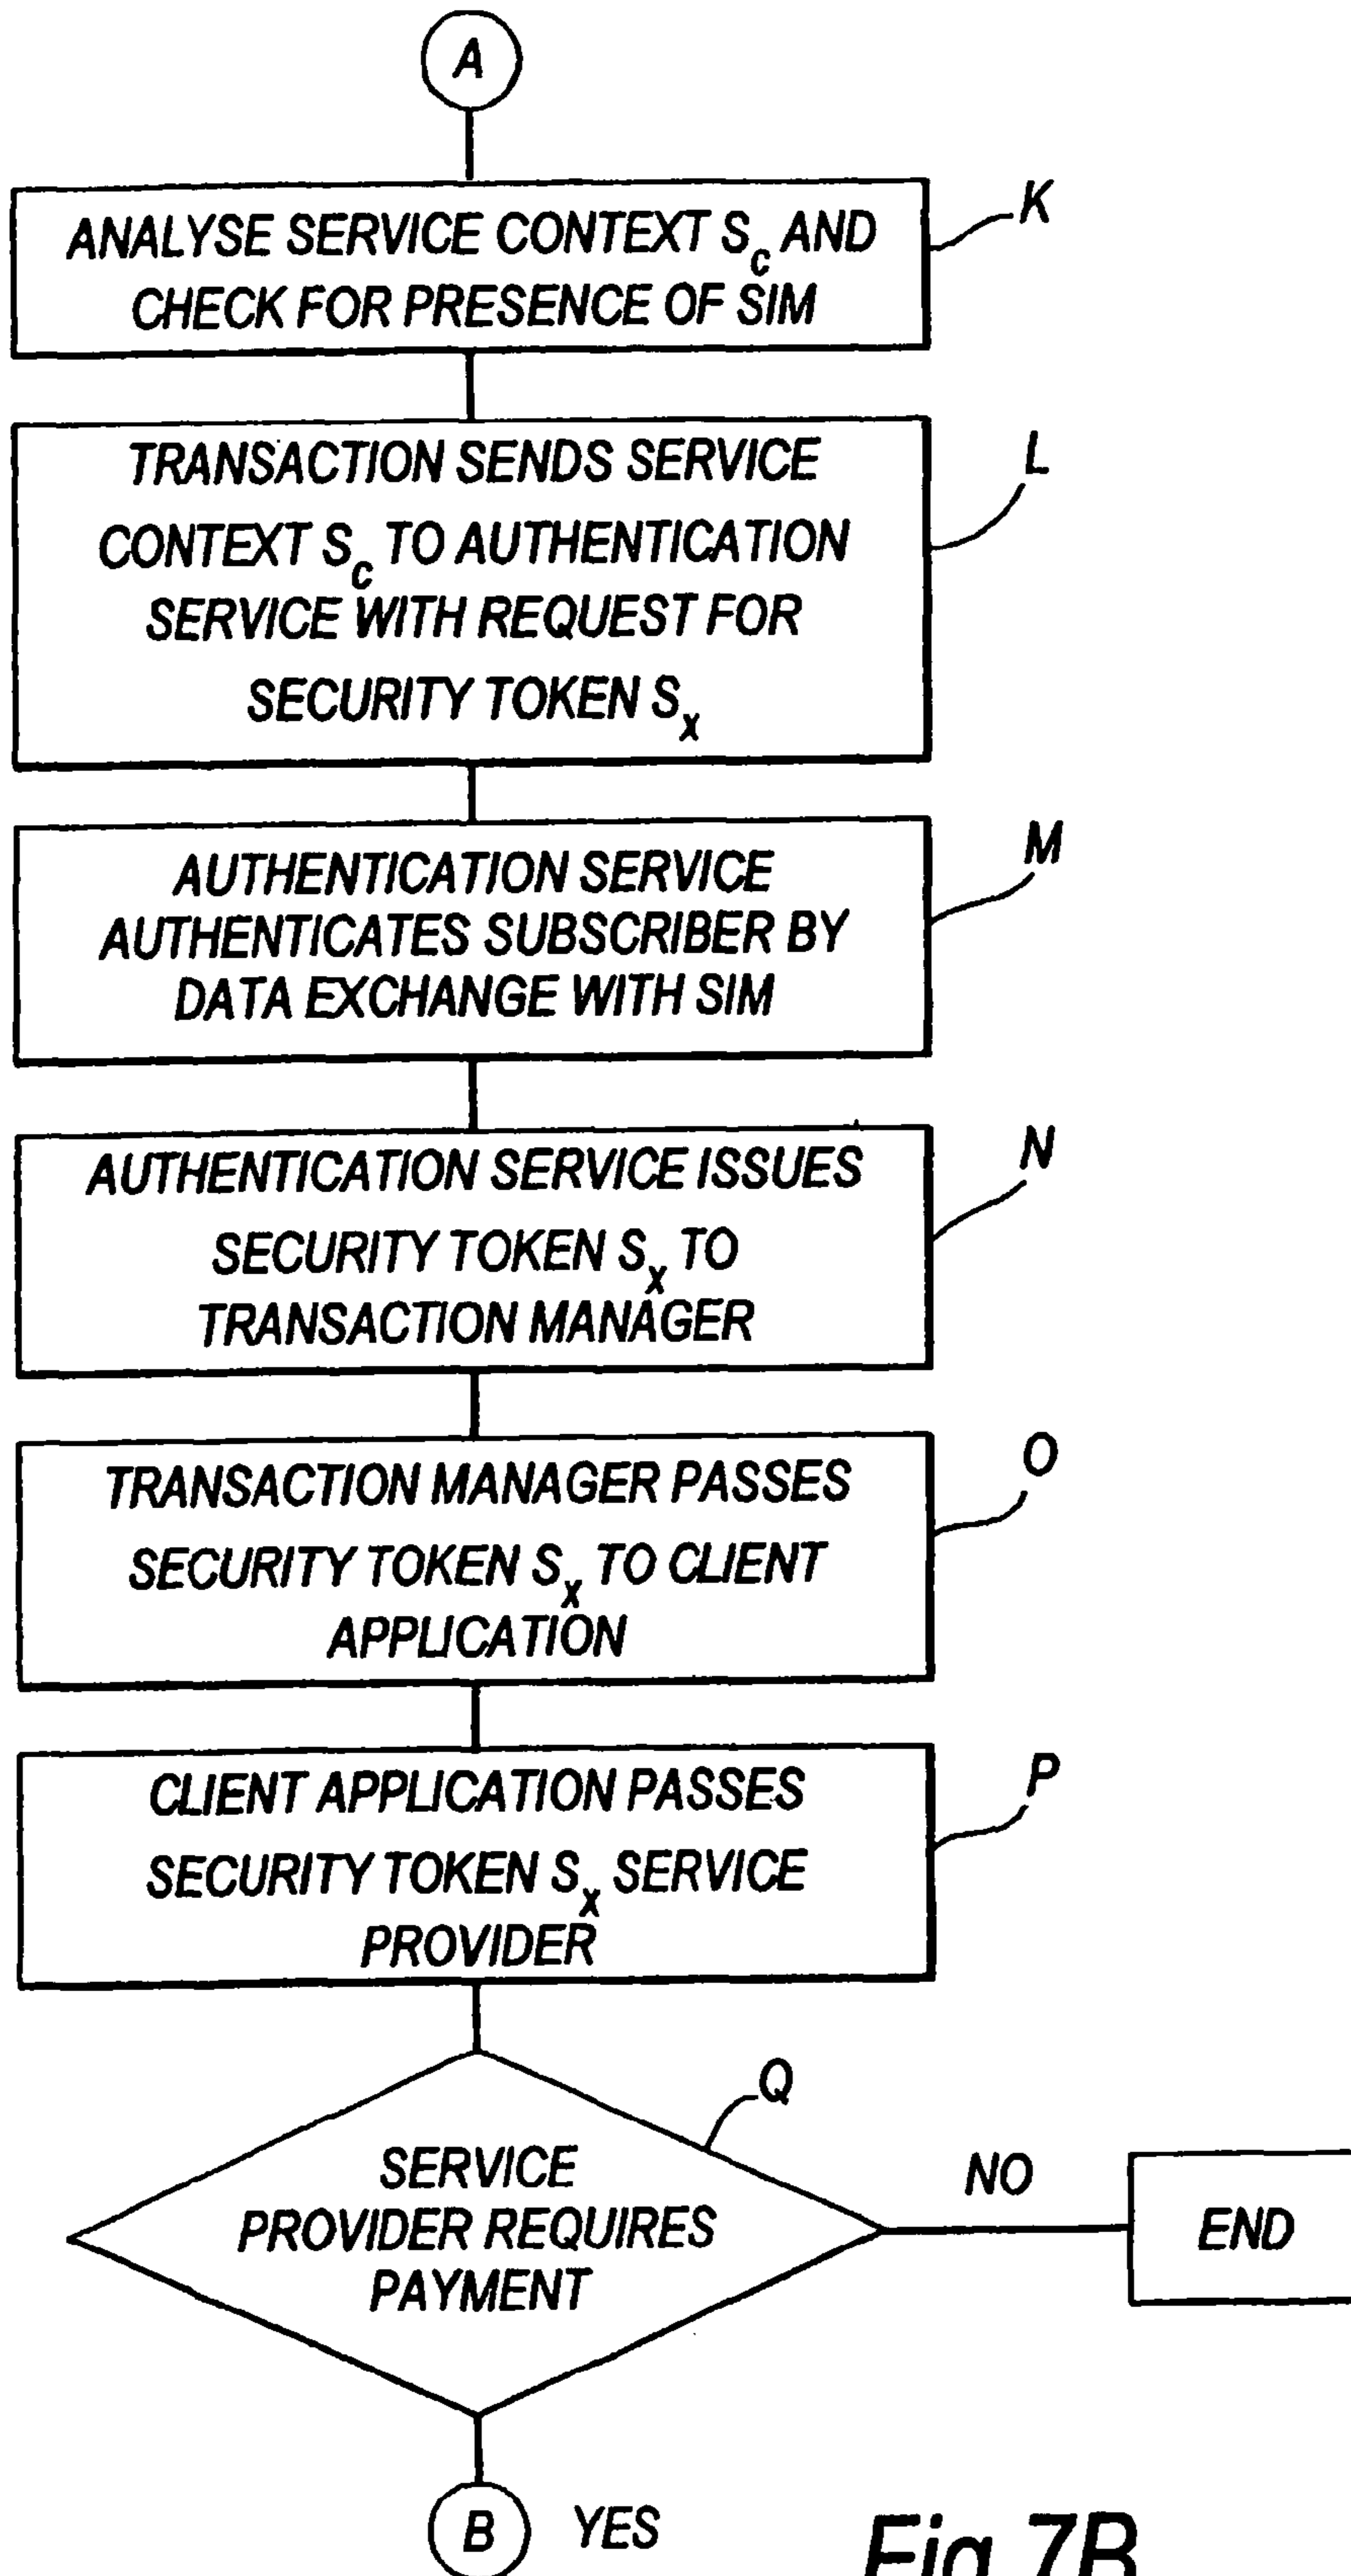 A
ANALYSE SERVICE CONTEXT Sc AND
CHECK FOR PRESENCE OF SIM
K
TRANSACTION SENDS SERVICE
CONTEXT Sc TO AUTHENTICATION
SERVICE WITH REQUEST FOR
SECURITY TOKEN Sx
L
AUTHENTICATION SERVICE
AUTHENTICATES SUBSCRIBER BY
DATA EXCHANGE WITH SIM
M
AUTHENTICATION SERVICE ISSUES
SECURITY TOKEN Sx TO
TRANSACTION MANAGER
N
TRANSACTION MANAGER PASSES
SECURITY TOKEN Sx TO CLIENT
APPLICATION
O
CLIENT APPLICATION PASSES
SECURITY TOKEN Sx SERVICE
PROVIDER
P
Q
SERVICE
PROVIDER REQUIRES
PAYMENT
NO
END
B
YES
Fig 7B